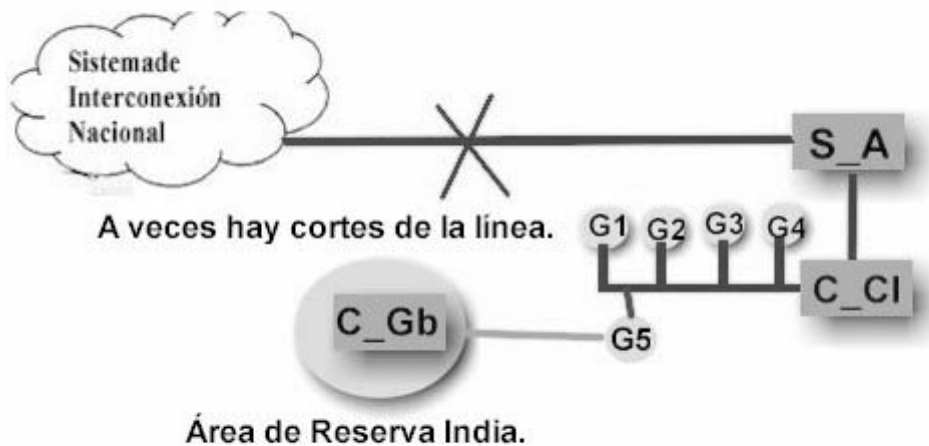 Sistemade
Interconexión
Nacional
S_A
A veces hay cortes de la línea.
G1 G2 G3 G4
C_Cl
C_Gb
G5
Área de Reserva India.